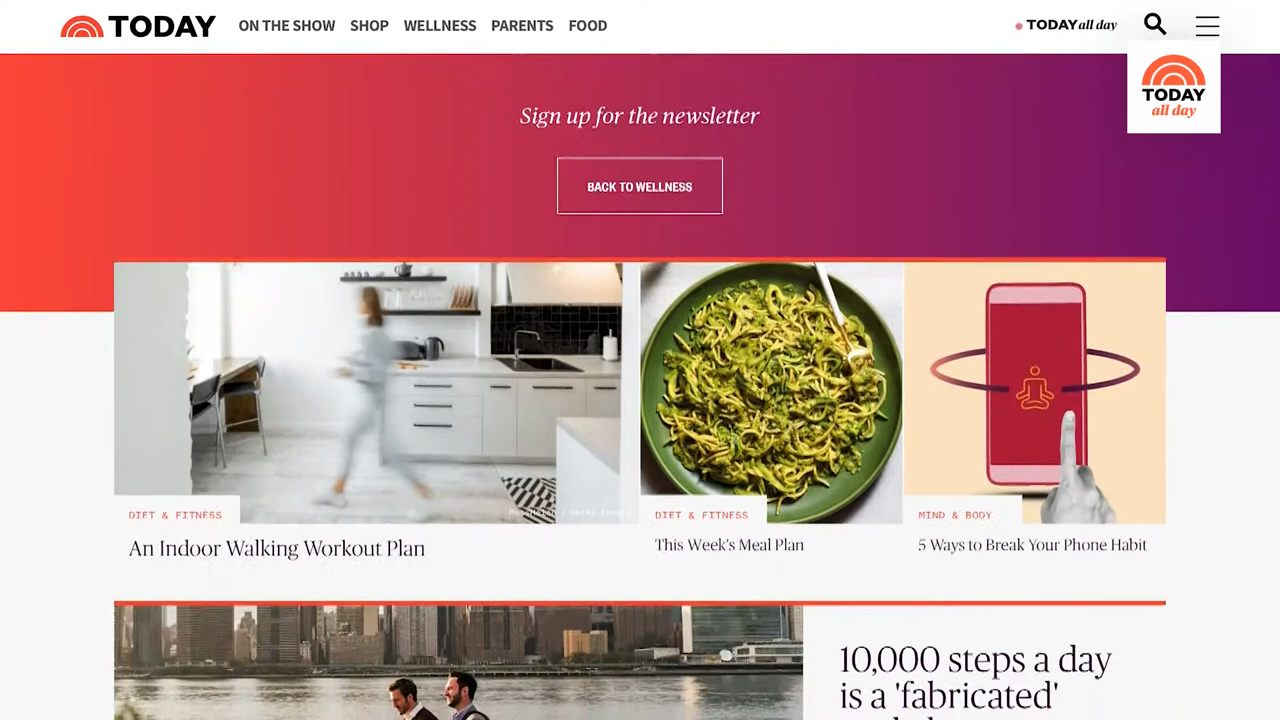 TODAY ON THE SHOW SHOP WELLNESS PARENTS FOOD TODAY all day
TODAY
all day
Sign up for the newsletter
BACK TO WELLNESS
DIET & FITNESS
An Indoor Walking Workout Plan
DIET & FITNESS
This Week's Meal Plan
MIND & BODY
5 Ways to Break Your Phone Habit
10,000 steps a day
is a 'fabricated'